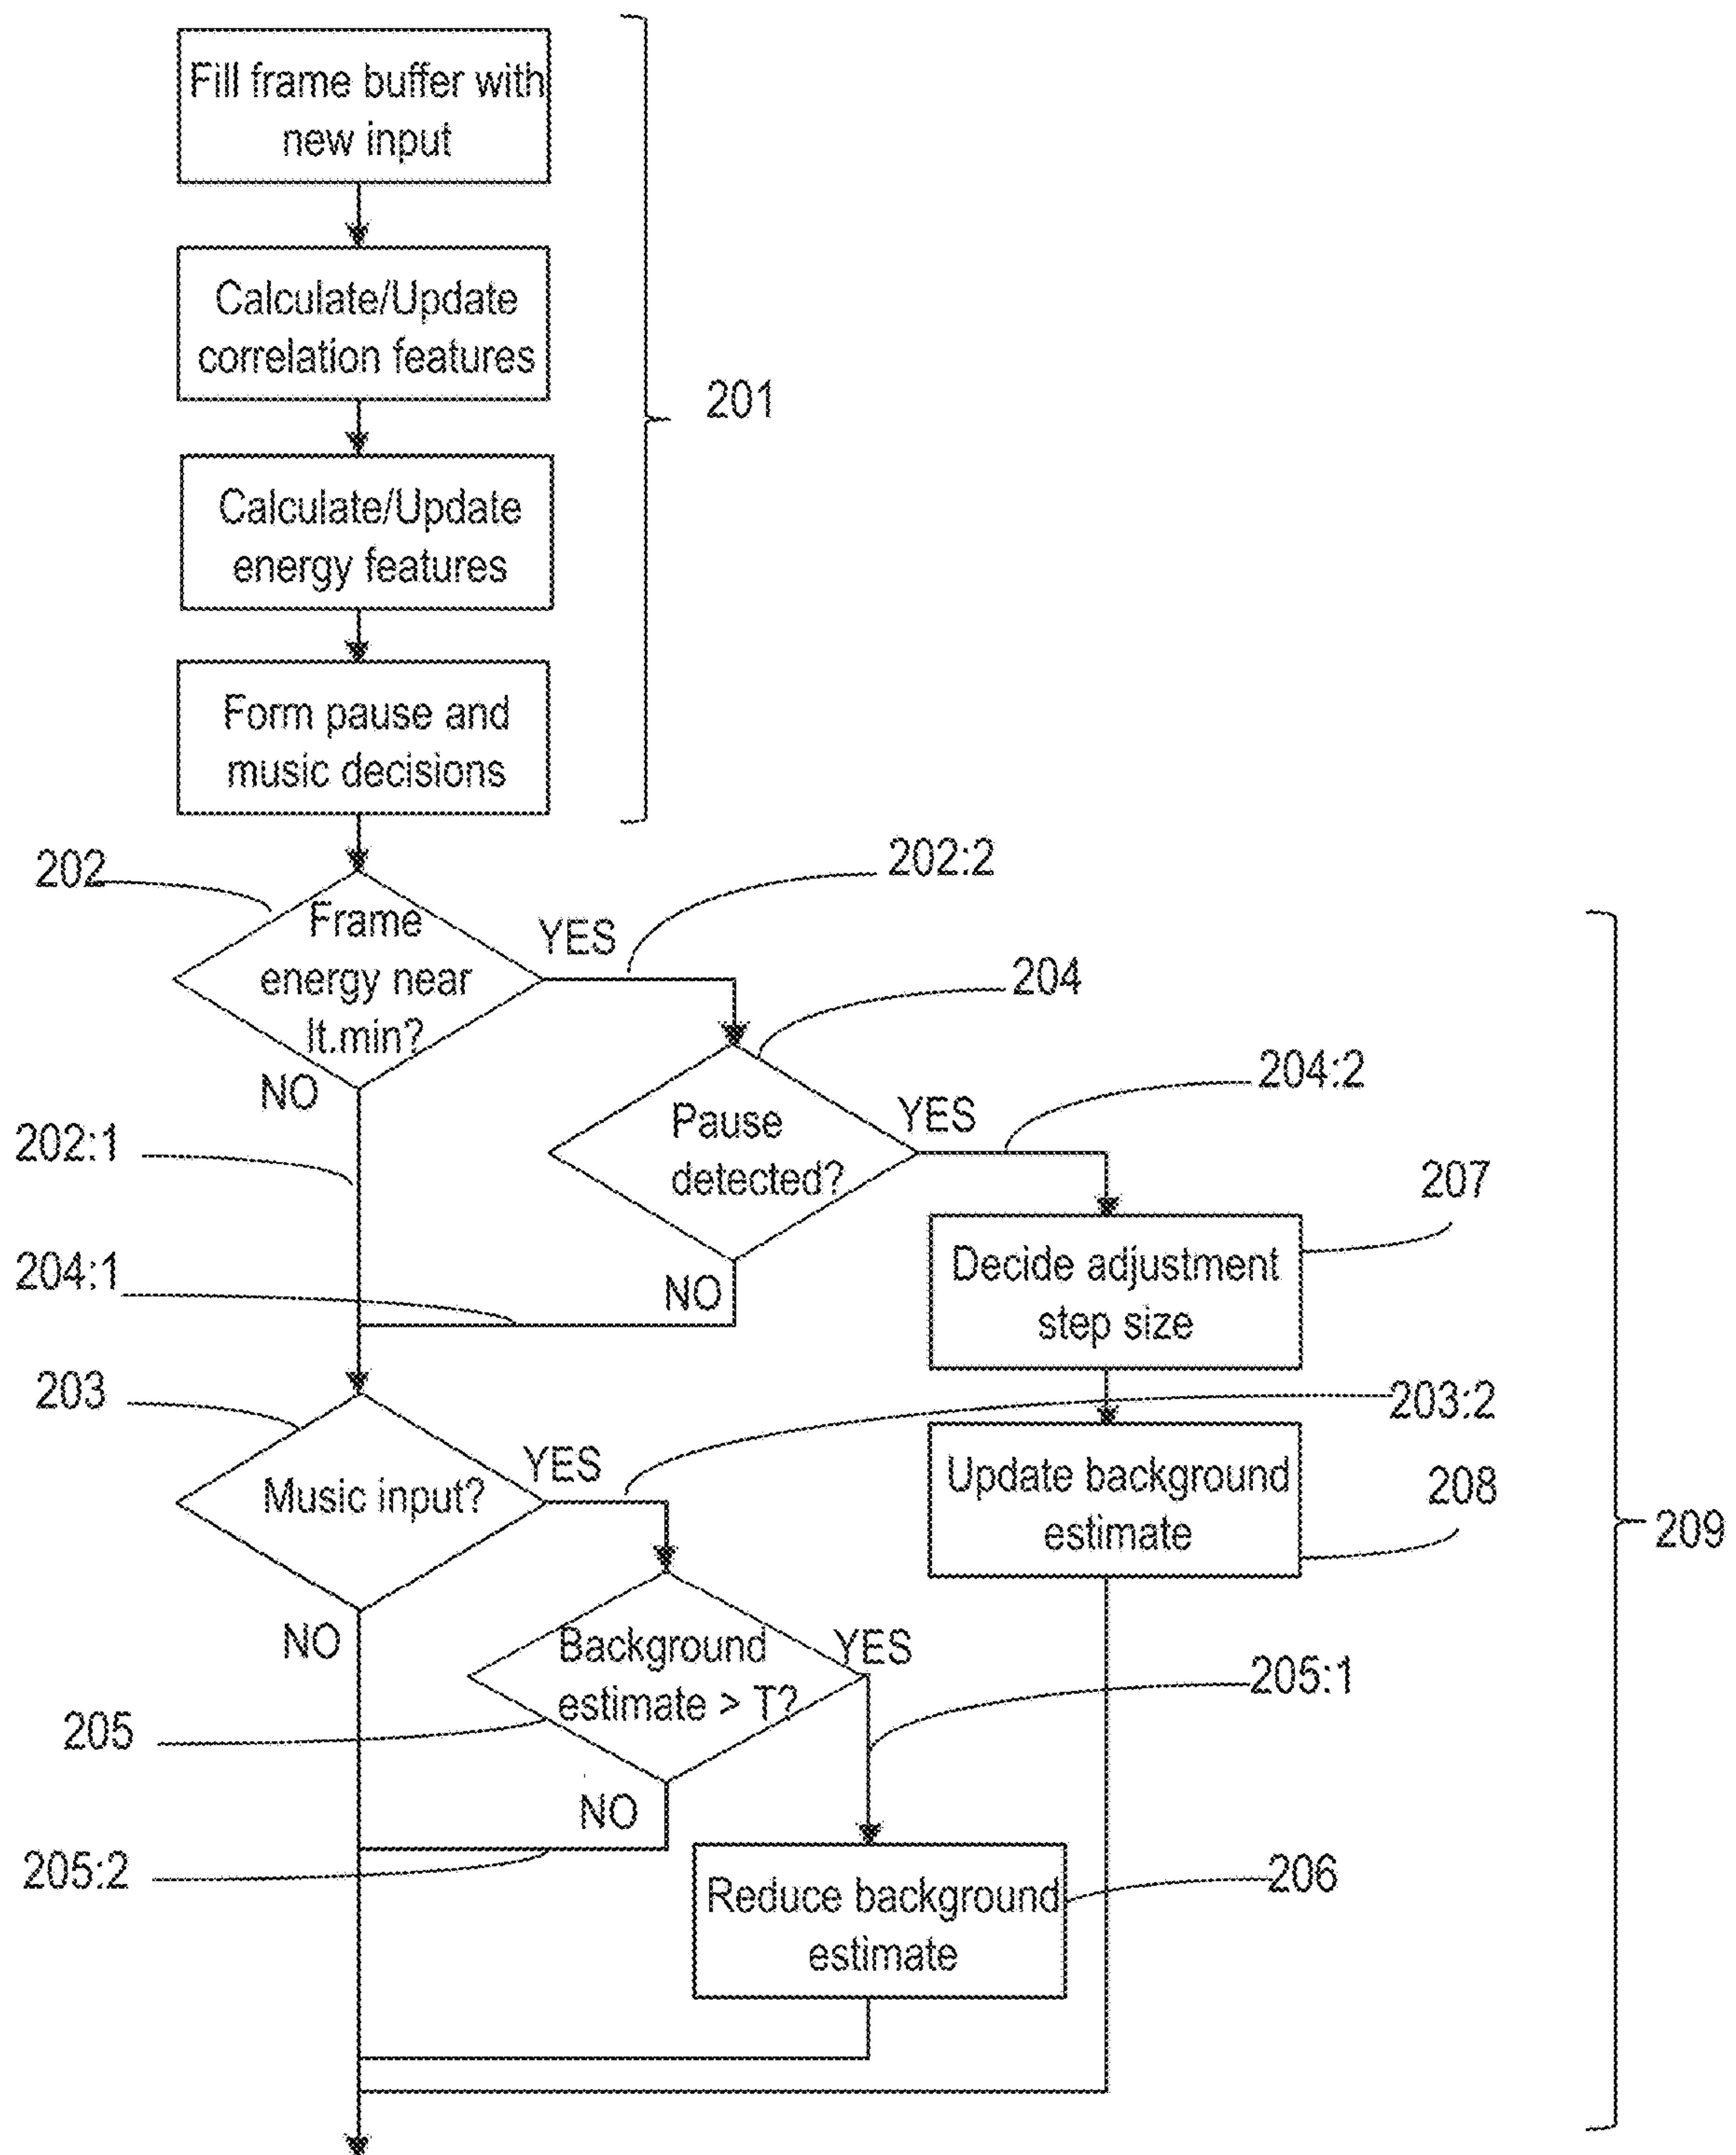 Fill frame buffer with
new input
Calculate/Update
correlation features
201
Calculate/Update
energy features
Form pause and
music decisions
202
202:2
Frame
energy near
lt.min?
YES
NO
204
204:2
Pause
detected?
YES
NO
202:1
204:1
207
Decide adjustment
step size
203
203:2
Music input?
YES
NO
Update background
estimate
208
209
Background
estimate > T?
YES
NO
205
205:1
205:2
Reduce background
estimate
206